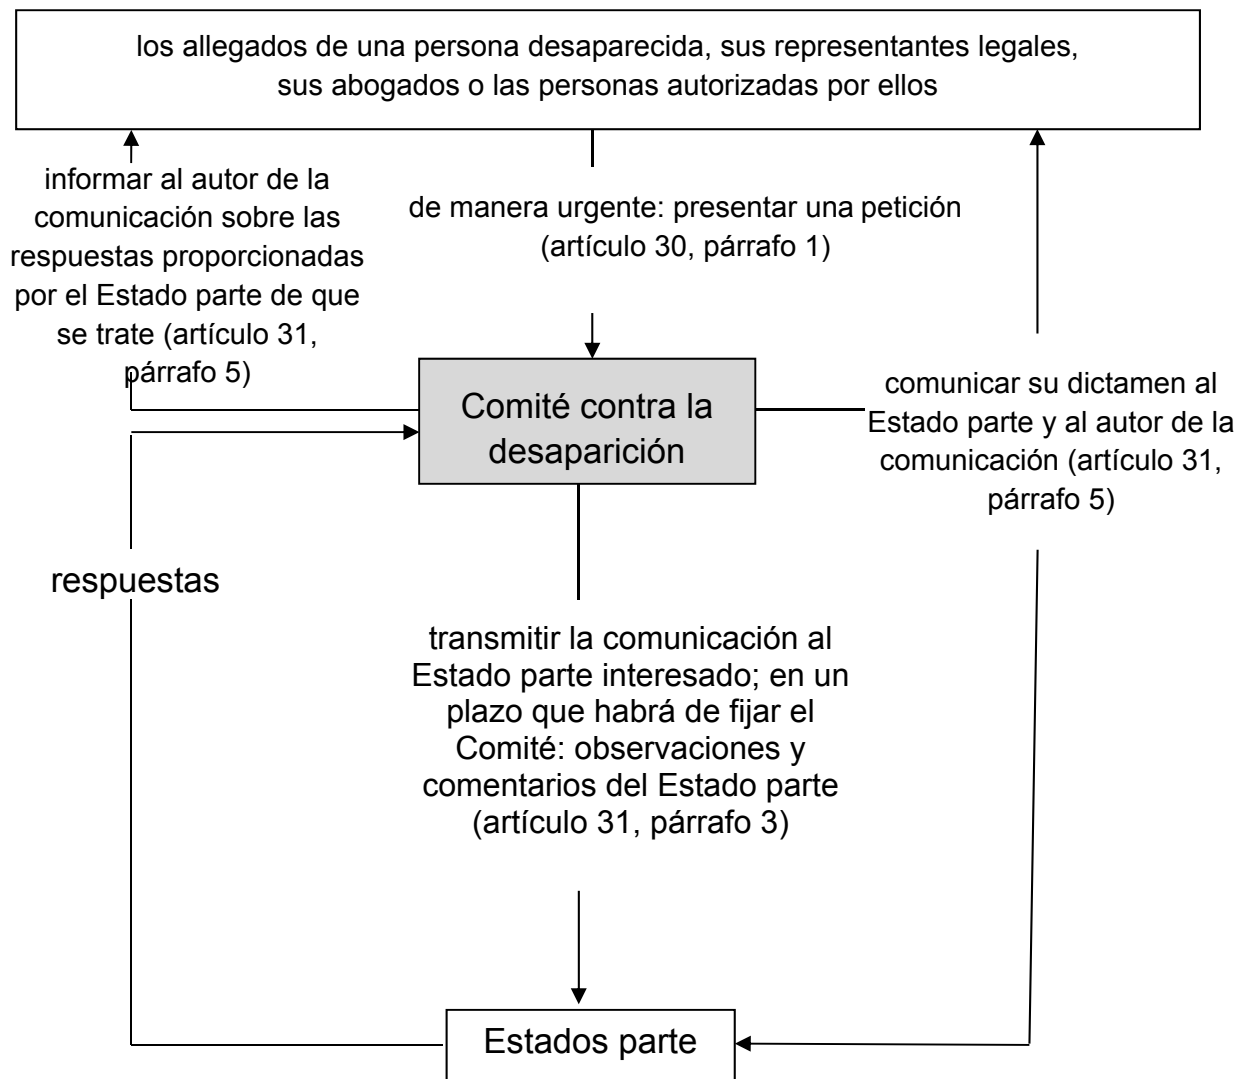 los allegados de una persona desaparecida, sus representantes legales,
sus abogados o las personas autorizadas por ellos
informar al autor de la
comunicación sobre las
respuestas proporcionadas
por el Estado parte de que
se trate (artículo 31,
párrafo 5)
de manera urgente: presentar una petición
(artículo 30, párrafo 1)
Comité contra la
desaparición
comunicar su dictamen al
Estado parte y al autor de la
comunicación (artículo 31,
párrafo 5)
respuestas
transmitir la comunicación al
Estado parte interesado; en un
plazo que habrá de fijar el
Comité: observaciones y
comentarios del Estado parte
(artículo 31, párrafo 3)
Estados parte